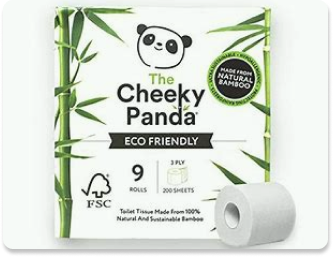 The
Cheeky
Panda
ECO FRIENDLY
MADE FROM
NATURAL
BAMBOO
9
ROLLS
3 PLY
200 SHEETS
FSC
Toilet Tissue Made From 100%
Natural And Sustainable Bamboo